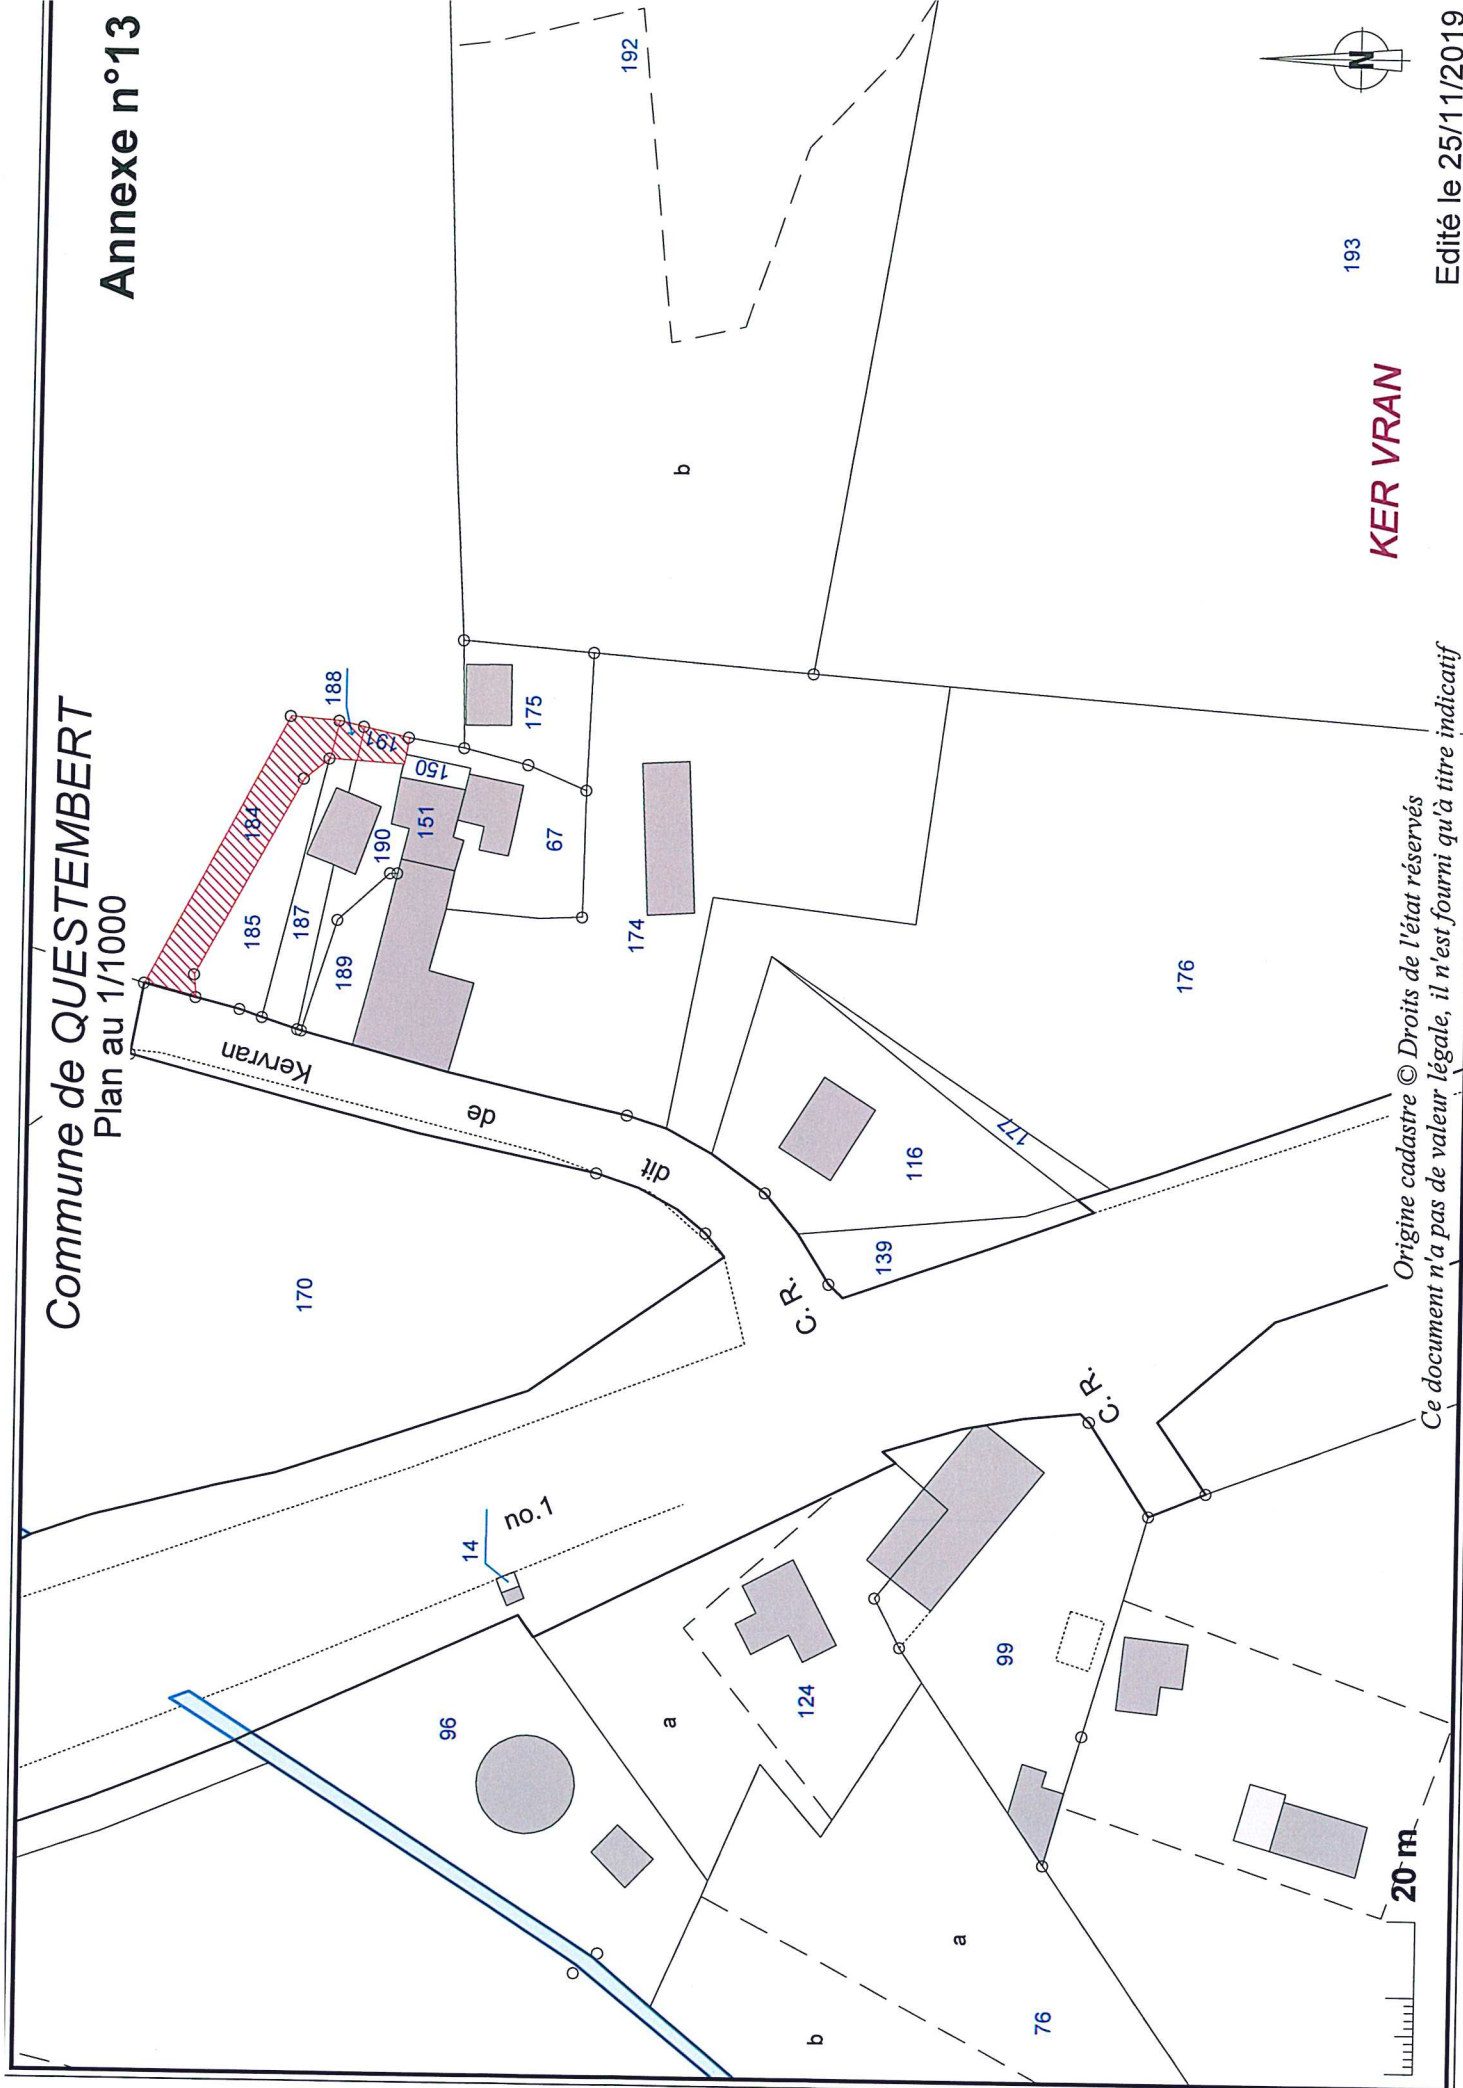 Annexe n°13
Commune de QUESTEMBERT
Plan au 1/1000
192
193
KER VRAN
Edité le 25/11/2019
N
b
188
191
184
150
175
151
190
67
185
187
189
174
176
Kervran
de
dit
C.R.
177
116
139
170
C.R.
no.1
14
96
a
124
99
a
b
76
20 m
Origine cadastre © Droits de l'état réservés
Ce document n'a pas de valeur légale, il n'est fourni qu'à titre indicatif